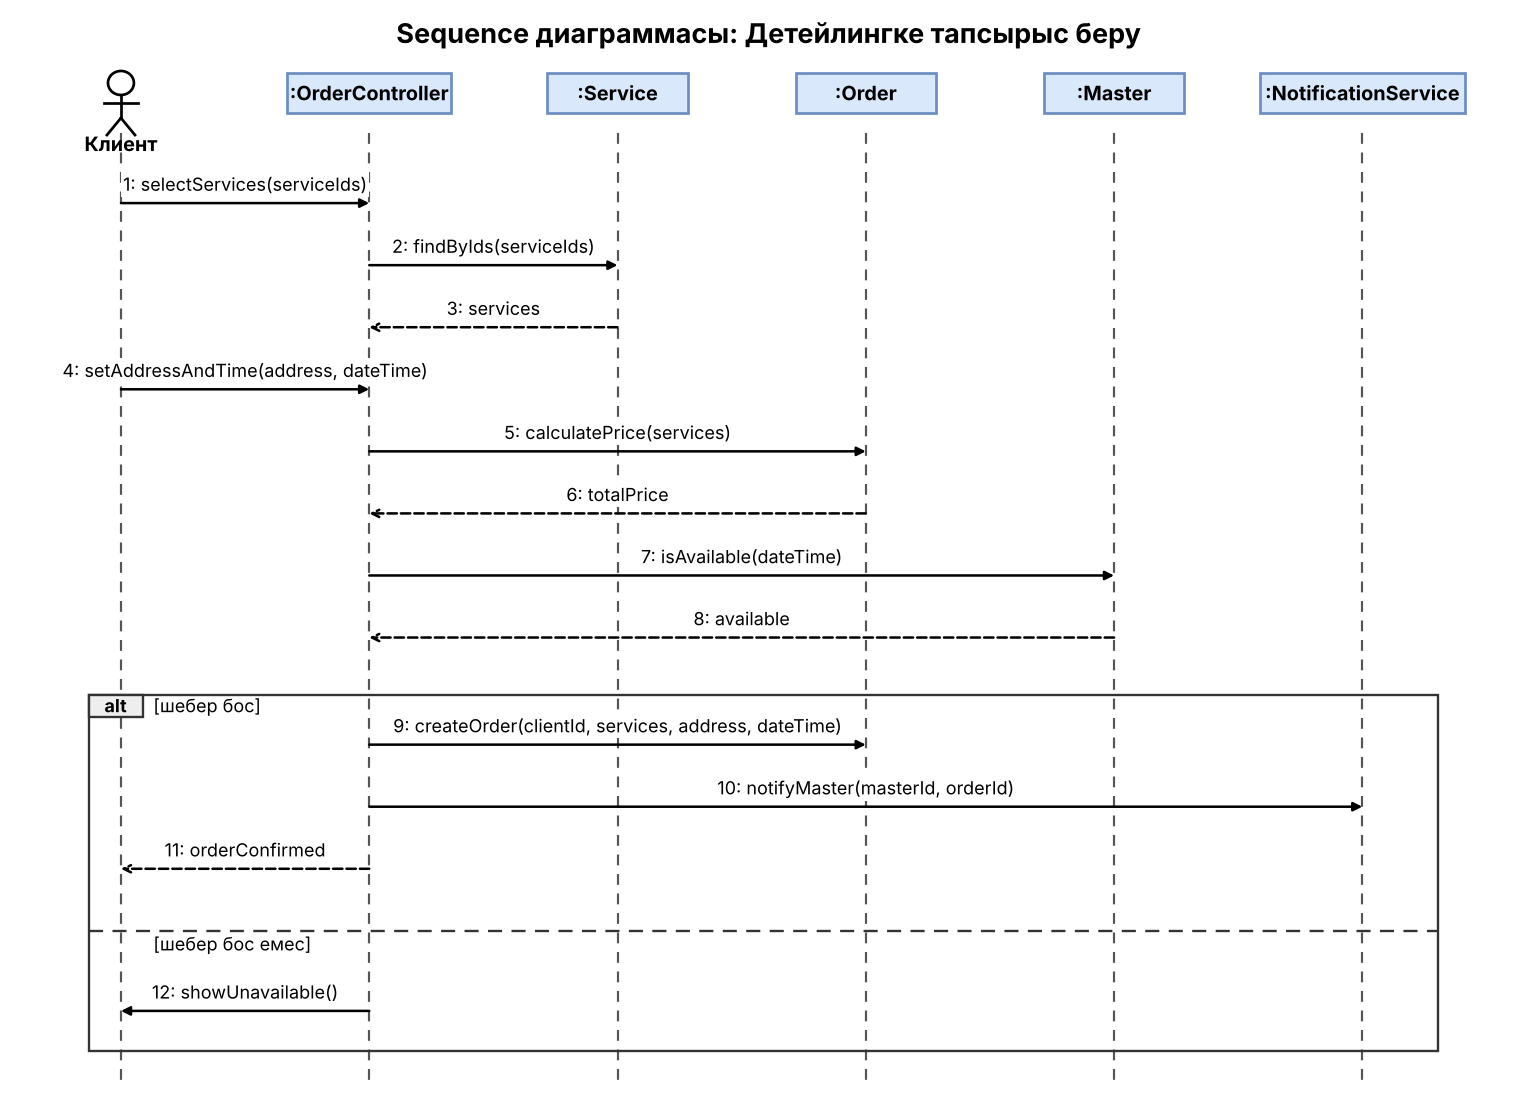 Sequence диаграммасы: Детейлингке тапсырыс беру
Клиент
:OrderController
:Service
:Order
:Master
:NotificationService
1: selectServices(serviceIds)
2: findByIds(serviceIds)
3: services
4: setAddressAndTime(address, dateTime)
5: calculatePrice(services)
6: totalPrice
7: isAvailable(dateTime)
8: available
alt [шебер бос]
9: createOrder(clientId, services, address, dateTime)
10: notifyMaster(masterId, orderId)
11: orderConfirmed
[шебер бос емес]
12: showUnavailable()